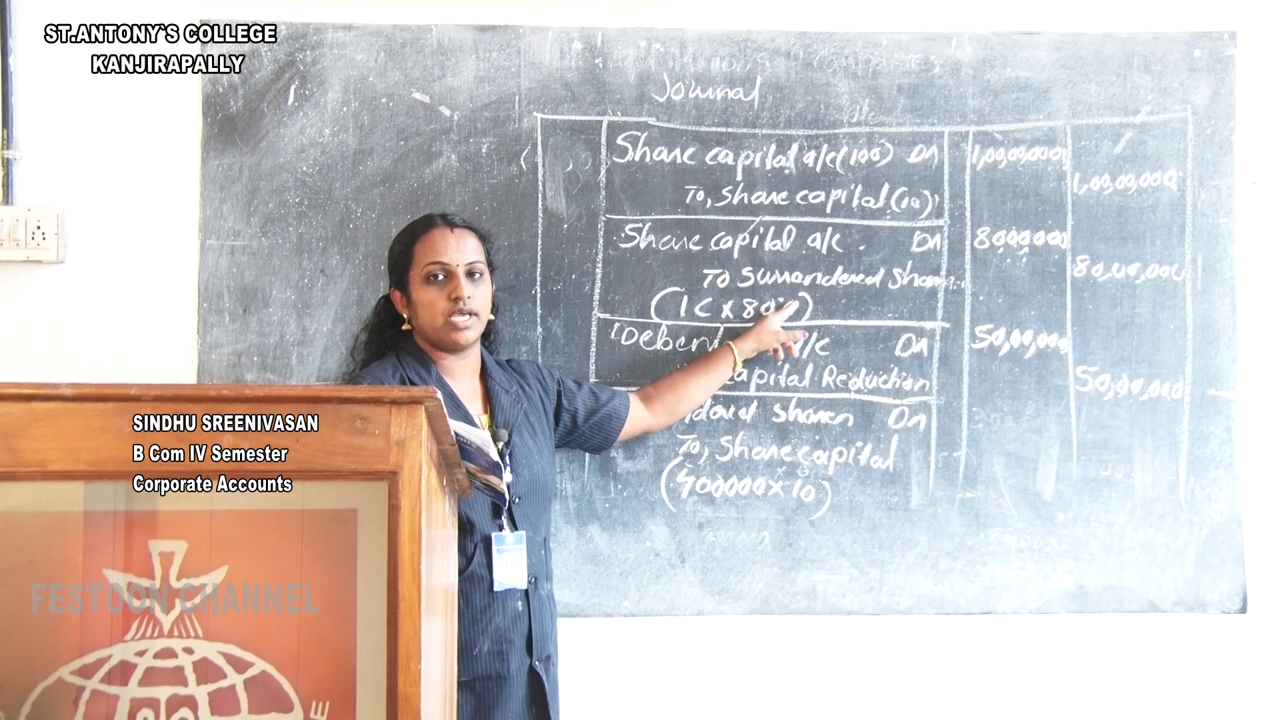 ST.ANTONY`S COLLEGE
KANJIRAPALLY
Journal
Share capital a/c (100) Dr 1,00,00,000
To, Share capital (10) 1,00,00,000
Share capital a/c. Dr
To Surrendered Shares 80,00,000
a/c Dr 50,00,000
Capital Reduction 50,00,000
shares Dr
To, Share capital
(400000 x 10)
SINDHU SREENIVASAN
B Com IV Semester
Corporate Accounts
FESTOON CHANNEL